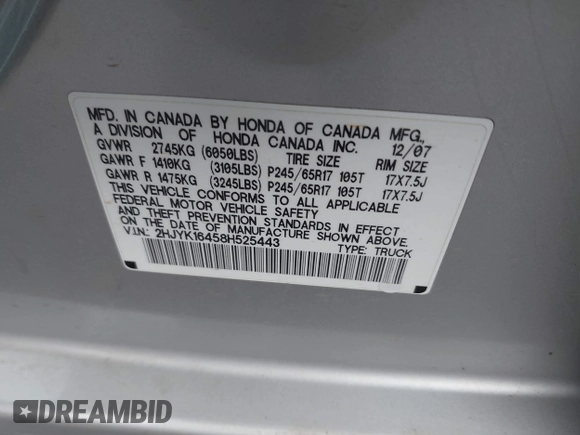 MFD. IN CANADA BY HONDA OF CANADA MFG.,
A DIVISION OF HONDA CANADA INC. 12/07
GVWR 2745KG (6050LBS) TIRE SIZE RIM SIZE
GAWR F 1410KG (3105LBS) P245/65R17 105T 17X7.5J
GAWR R 1475KG (3245LBS) P245/65R17 105T 17X7.5J
THIS VEHICLE CONFORMS TO ALL APPLICABLE
FEDERAL MOTOR VEHICLE SAFETY
AND THEFT PREVENTION STANDARDS IN EFFECT
ON THE DATE OF MANUFACTURE SHOWN ABOVE.
V.I.N.: 2HJYK16458H525443 TYPE: TRUCK
DREAMBID